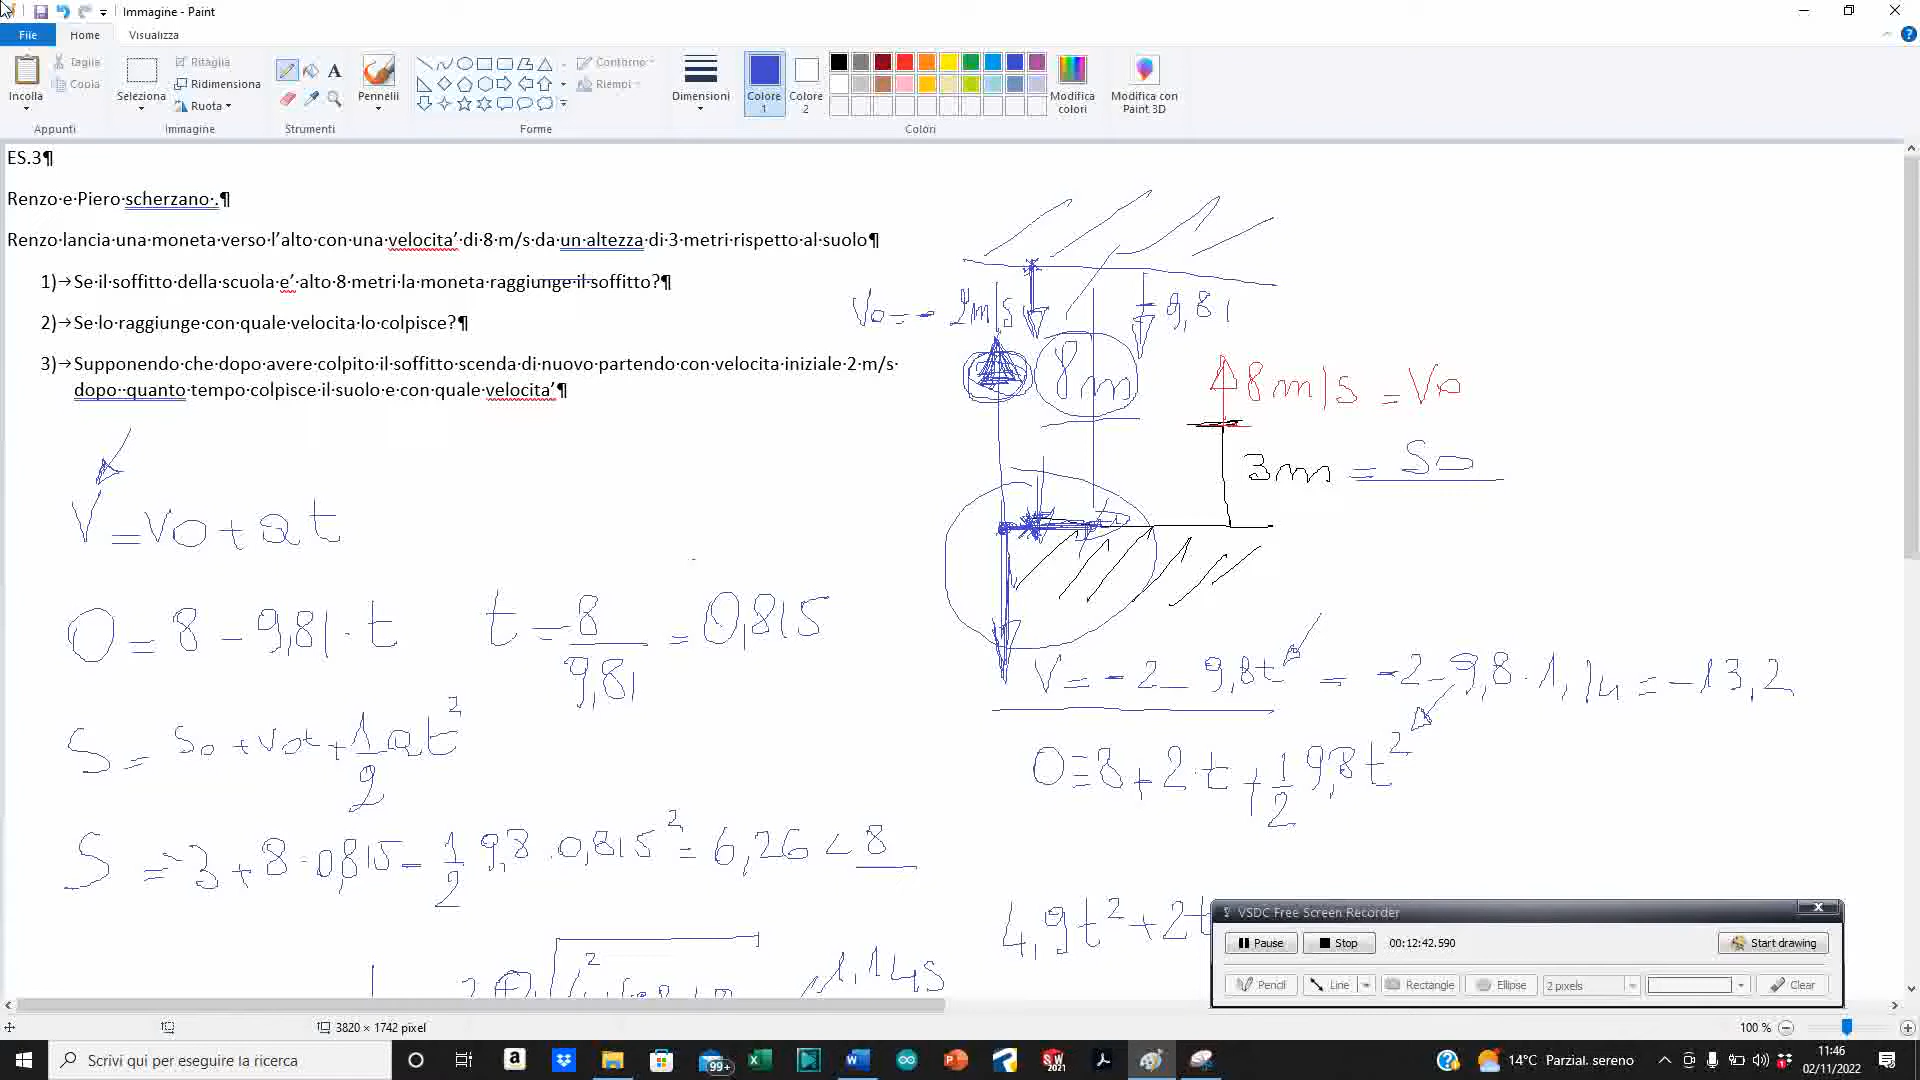 Immagine - Paint
File Home Visualizza
Incolla
Taglia
Copia
Appunti
Seleziona
Ritaglia
Ridimensiona
Ruota
Immagine
Strumenti
Pennelli
Contorno
Riempi
Forme
Dimensioni
Colore 1
Colore 2
Modifica colori
Modifica con Paint 3D
Colori
ES.3¶
Renzo·e·Piero·scherzano·.¶
Renzo·lancia·una·moneta·verso·l’alto·con·una·velocita’·di·8·m/s·da·un·altezza·di·3·metri·rispetto·al·suolo¶
1)→Se·il·soffitto·della·scuola·e’·alto·8·metri·la·moneta·raggiunge·il·soffitto?¶
2)→Se·lo·raggiunge·con·quale·velocita·lo·colpisce?¶
3)→Supponendo·che·dopo·avere·colpito·il·soffitto·scenda·di·nuovo·partendo·con·velocita·iniziale·2·m/s·
dopo··quanto·tempo·colpisce·il·suolo·e·con·quale·velocita’¶
Vo = - 2m/s
= 9,81
8m
8m/s = Vo
3m = So
V = Vo + at
0 = 8 - 9,81 · t
t = 8/9,81 = 0,815
S = So + Vot + 1/2 at²
S = 3 + 8 · 0,815 - 1/2 9,8 · 0,815² = 6,26 < 8
V = -2 - 9,8t = -2 - 9,8 · 1,14 = -13,2
0 = 8 + 2·t + 1/2 9,8t²
4,9t² + 2t
1,14s
VSDC Free Screen Recorder
Pause Stop 00:12:42.590 Start drawing
Pencil Line Rectangle Ellipse 2 pixels Clear
3820 × 1742 pixel
100 %
Scrivi qui per eseguire la ricerca
99+
SW 2021
14°C Parzial. sereno
11:46
02/11/2022